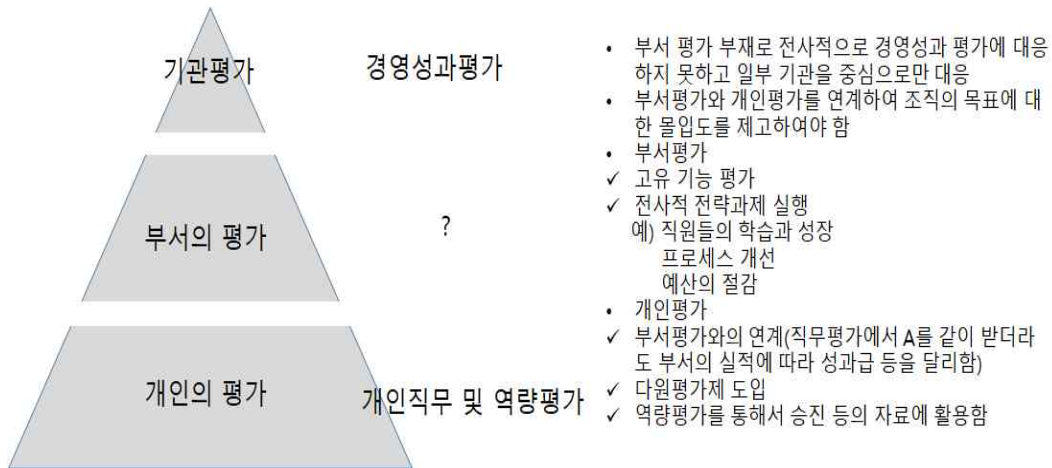 기관평가
경영성과평가
부서의 평가
?
개인의 평가
개인직무 및 역량평가
• 부서 평가 부재로 전사적으로 경영성과 평가에 대응
하지 못하고 일부 기관을 중심으로만 대응
• 부서평가와 개인평가를 연계하여 조직의 목표에 대
한 몰입도를 제고하여야 함
• 부서평가
✓ 고유 기능 평가
✓ 전사적 전략과제 실행
예) 직원들의 학습과 성장
프로세스 개선
예산의 절감
• 개인평가
✓ 부서평가와의 연계(직무평가에서 A를 같이 받더라
도 부서의 실적에 따라 성과급 등을 달리함)
✓ 다원평가제 도입
✓ 역량평가를 통해서 승진 등의 자료에 활용함